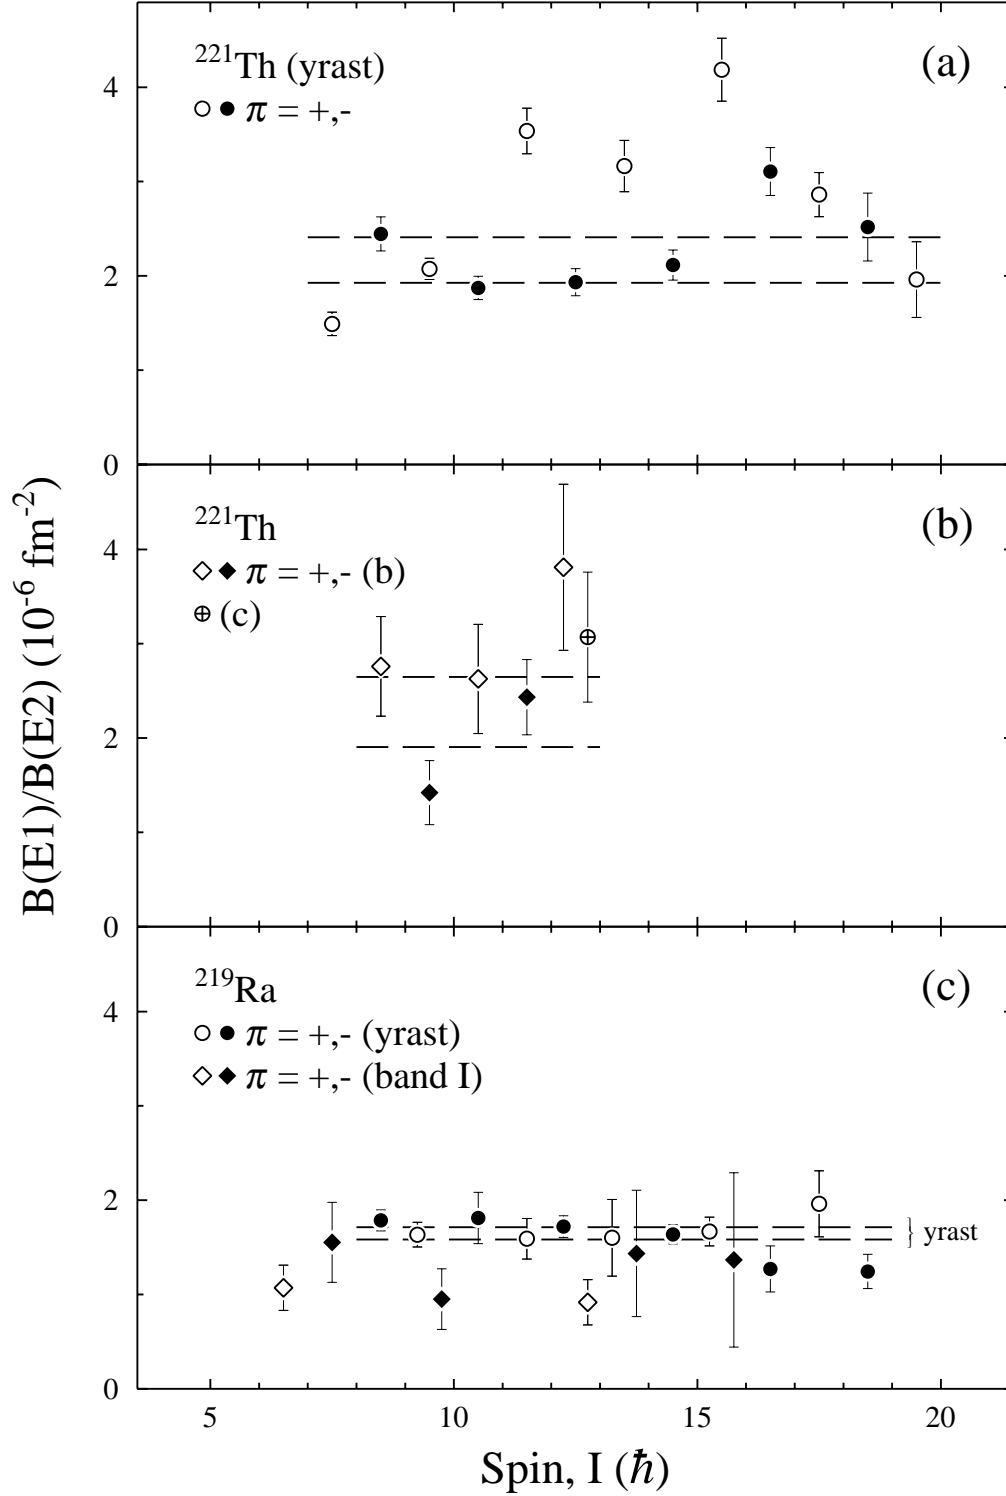 B(E1)/B(E2) (10⁻⁶ fm⁻²)
²²¹Th (yrast)
(a)
π = +,-
4
2
0
²²¹Th
(b)
π = +,- (b)
(c)
4
2
0
²¹⁹Ra
(c)
π = +,- (yrast)
π = +,- (band I)
4
2
} yrast
0
5 10 15 20
Spin, I (ℏ)